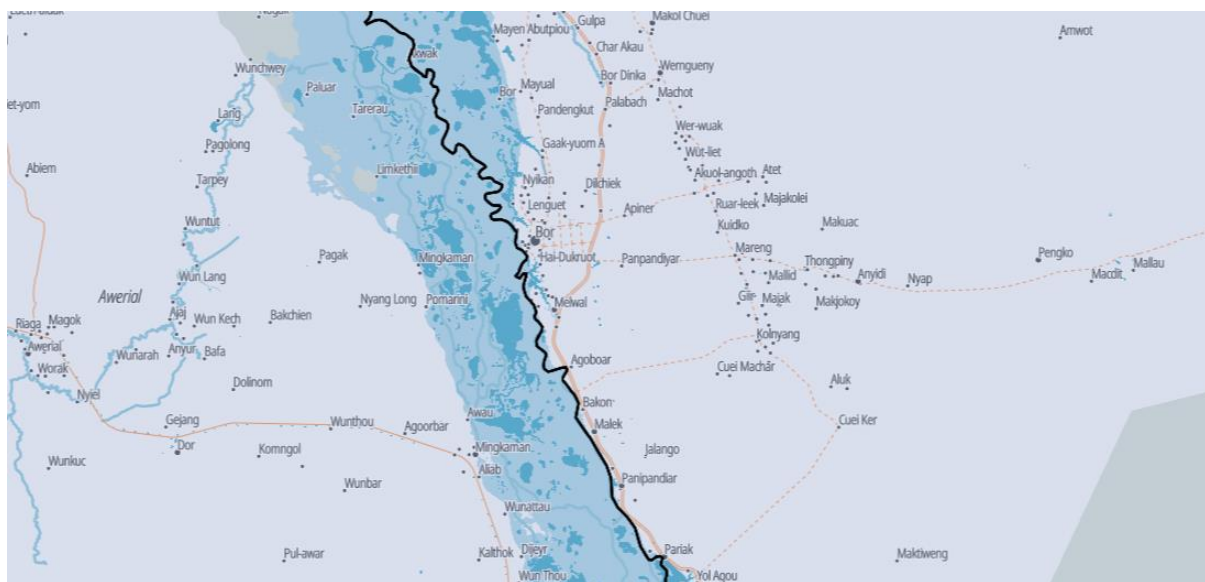 Gulpa
Makol Chuei
Mayen Abutpiou
Amwot
Char Akau
Wunchwey
Werngueny
Bor Dinka
Paluar
Bor
Mayual
Machot
et-yom
Tarerau
Pandengkut
Palabach
Lang
Wer-wuak
Pagolong
Gaak-yuom A
Wut-liet
Abiem
Limkethii
Tarpey
Nyikan
Dilchiek
Akuol-angoth
Atet
Lenguet
Apiner
Ruar-leek
Majakolei
Wuntut
Bor
Kuidko
Makuac
Pagak
Mingkaman
Hai-Dukruot
Panpandiyar
Mareng
Thongpiny
Pengko
Wun Lang
Mallid
Anyidi
Nyap
Macdit
Mallau
Awerial
Nyang Long
Pomarini
Melwal
Giir
Majak
Makjokoy
Ajaj
Wun Kech
Bakchien
Riaga
Magok
Kolnyang
Awerial
Wunarah
Anyur
Bafa
Agoboar
Cuei Machar
Worak
Dolinom
Aluk
Nyiel
Bakon
Gejang
Wunthou
Agoorbar
Awau
Malek
Cuei Ker
Dor
Komngol
Mingkaman
Jalango
Wunkuc
Aliab
Panipandiar
Wunbar
Wunattau
Pul-awar
Kalthok
Dijeyr
Pariak
Maktiweng
Wun Thou
Yol Agou